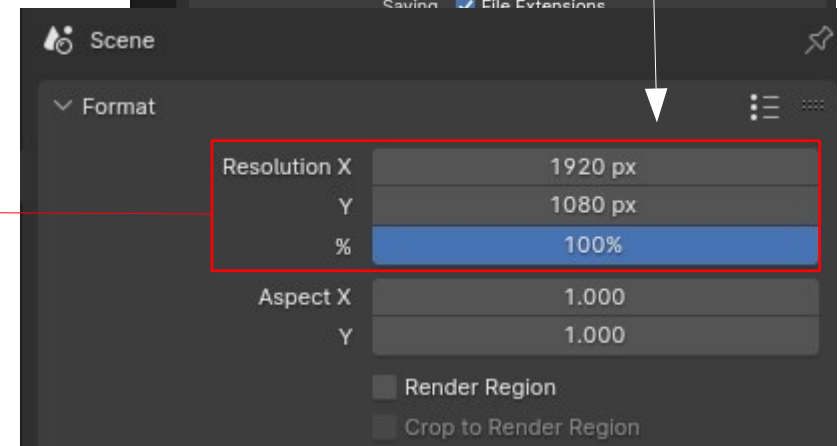 Saving File Extensions
Scene
Format
Resolution X 1920 px
Y 1080 px
% 100%
Aspect X 1.000
Y 1.000
Render Region
Crop to Render Region